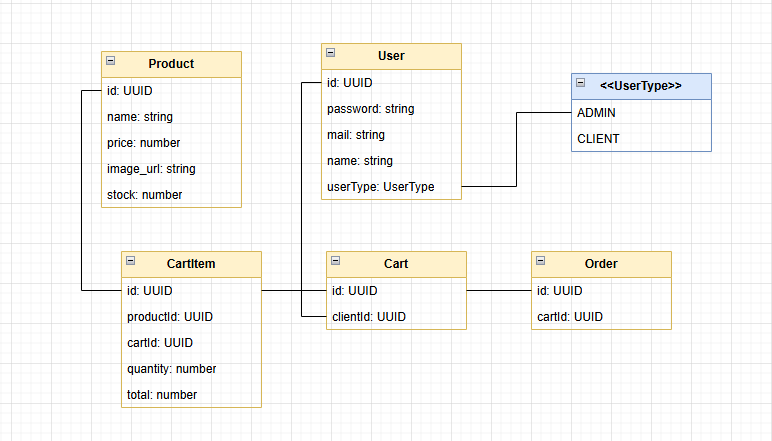 Product
id: UUID
name: string
price: number
image_url: string
stock: number
User
id: UUID
password: string
mail: string
name: string
userType: UserType
<<UserType>>
ADMIN
CLIENT
CartItem
id: UUID
productId: UUID
cartId: UUID
quantity: number
total: number
Cart
id: UUID
clientId: UUID
Order
id: UUID
cartId: UUID